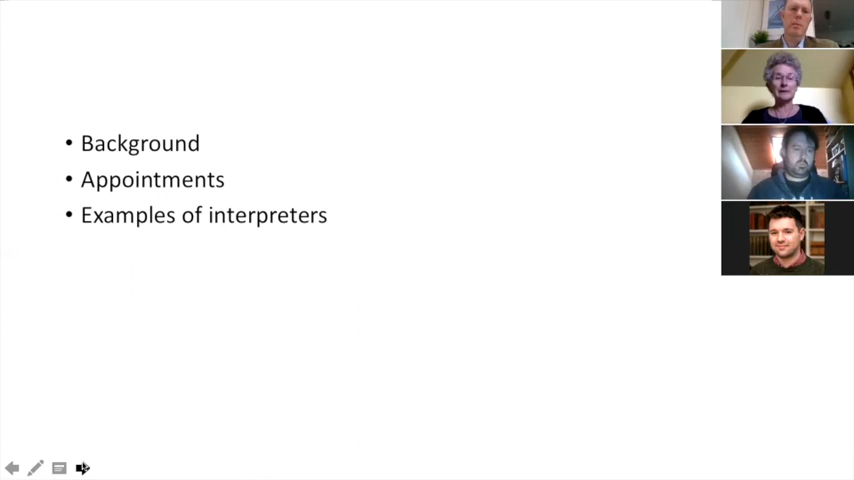 • Background
• Appointments
• Examples of interpreters